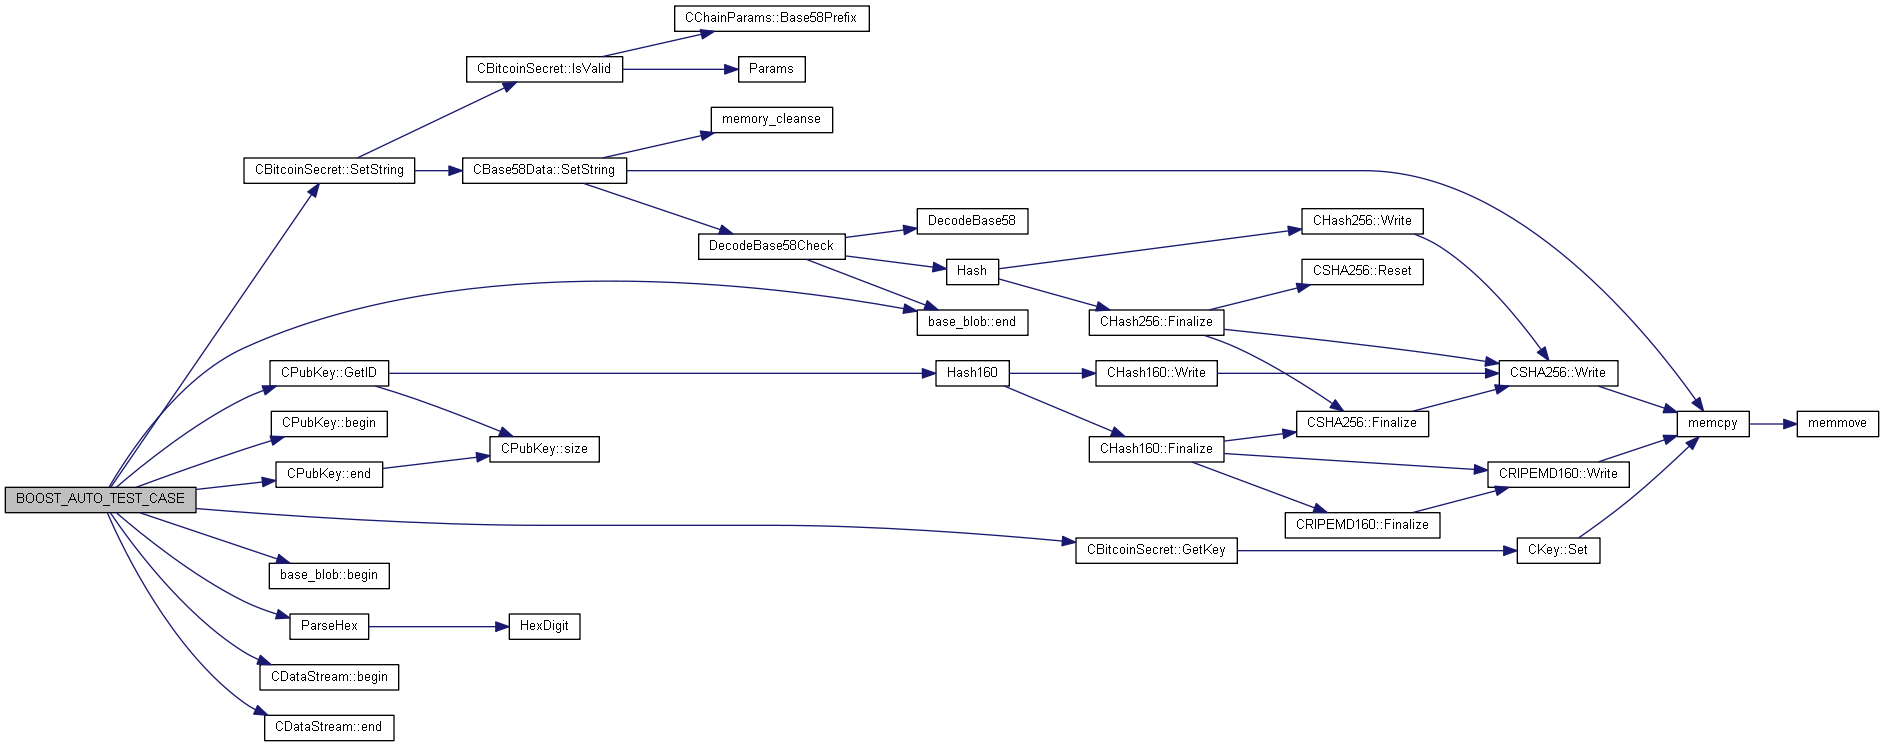 CChainParams::Base58Prefix
CBitcoinSecret::IsValid
Params
memory_cleanse
CBitcoinSecret::SetString
CBase58Data::SetString
DecodeBase58
CHash256::Write
DecodeBase58Check
Hash
CSHA256::Reset
base_blob::end
CHash256::Finalize
CPubKey::GetID
Hash160
CHash160::Write
CSHA256::Write
CPubKey::begin
CSHA256::Finalize
memcpy
memmove
CPubKey::size
CHash160::Finalize
CPubKey::end
CRIPEMD160::Write
BOOST_AUTO_TEST_CASE
CRIPEMD160::Finalize
CBitcoinSecret::GetKey
CKey::Set
base_blob::begin
ParseHex
HexDigit
CDataStream::begin
CDataStream::end